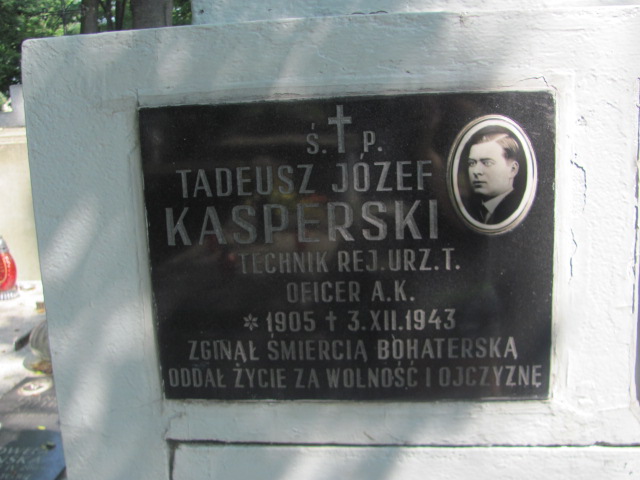 Ś. P.
TADEUSZ JÓZEF
KASPERSKI
TECHNIK REJ. URZ. T.
OFICER A.K.
* 1905 † 3.XII.1943
ZGINĄŁ ŚMIERCIĄ BOHATERSKĄ
ODDAŁ ŻYCIE ZA WOLNOŚĆ I OJCZYZNĘ